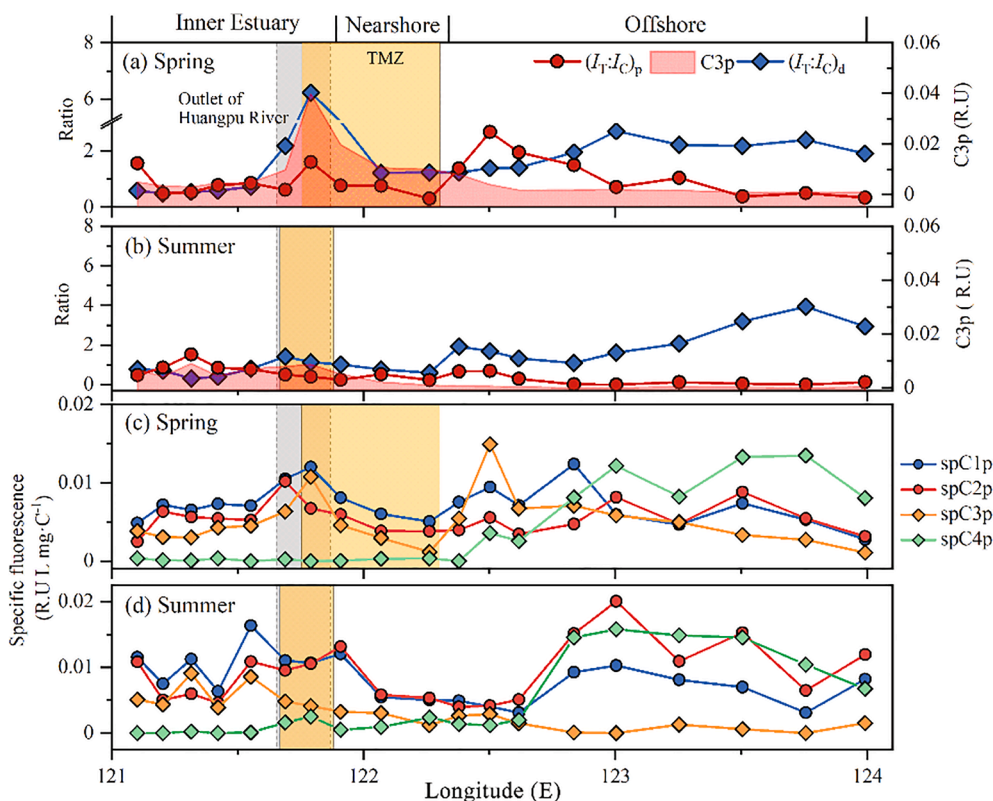 Inner Estuary Nearshore Offshore
8 0.06
(a) Spring TMZ (IT:IC)p C3p (IT:IC)d
6 0.04
Outlet of
Huangpu River
Ratio C3p (R.U)
0.02
2
0
0
8 0.06
(b) Summer
6
0.04
4
Ratio C3p ( R.U)
0.02
2
0 0
0.02
(c) Spring
spC1p
0.01 spC2p
spC3p
spC4p
0
Specific fluorescence
(R.U L mg-C⁻¹)
0.02 (d) Summer
0.01
0
121 122 123 124
Longitude (E)